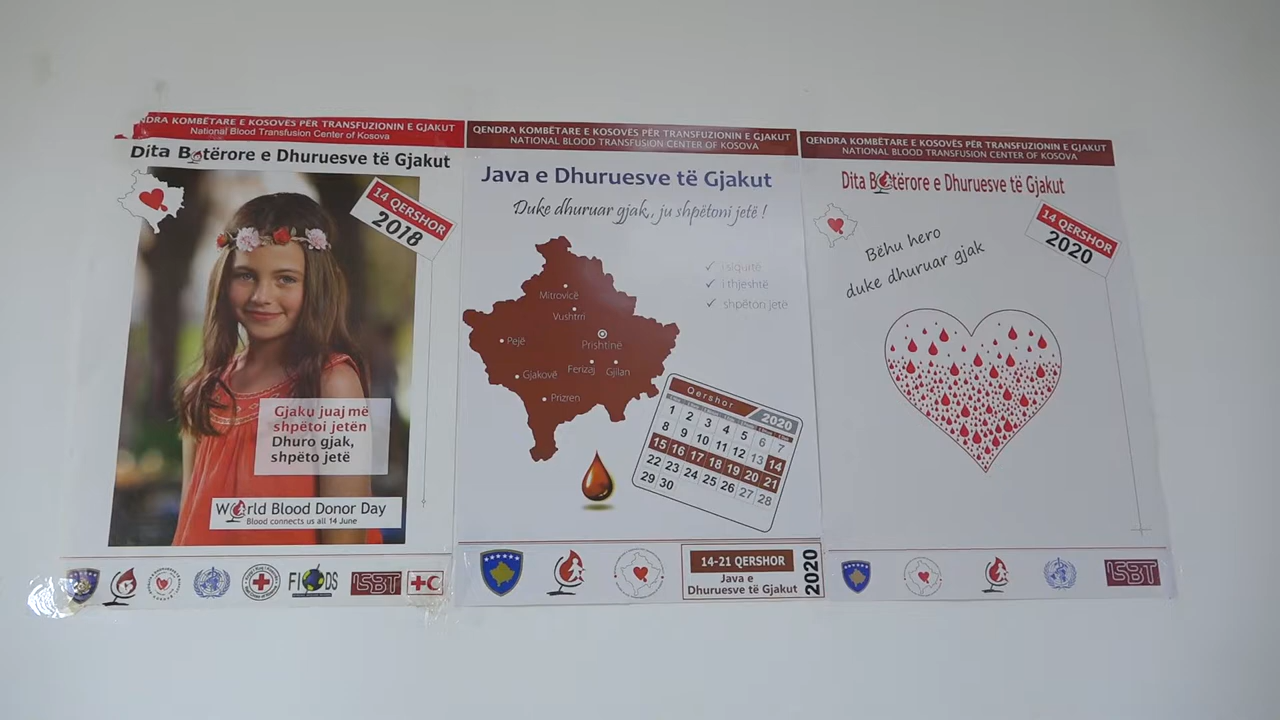 NDRA KOMBËTARE E KOSOVËS PËR TRANSFUZIONIN E GJAKUT
National Blood Transfusion Center of Kosova
Dita Botërore e Dhuruesve të Gjakut
14 QERSHOR
2018
Gjaku juaj më
shpëtoi jetën
Dhuro gjak,
shpëto jetë
World Blood Donor Day
Blood connects us all 14 June
FIODS
ISBT
QENDRA KOMBËTARE E KOSOVËS PËR TRANSFUZIONIN E GJAKUT
NATIONAL BLOOD TRANSFUSION CENTER OF KOSOVA
Java e Dhuruesve të Gjakut
Duke dhuruar gjak, ju shpëtoni jetë !
i sigurtë
i thjeshtë
shpëton jetë
Mitrovicë
Vushtrri
Pejë
Prishtinë
Ferizaj
Gjilan
Gjakovë
Prizren
Qershor
2020
1 2 3 4 5 6 7
8 9 10 11 12 13 14
15 16 17 18 19 20 21
22 23 24 25 26 27 28
29 30
14-21 QERSHOR
Java e
Dhuruesve të Gjakut
2020
QENDRA KOMBËTARE E KOSOVËS PËR TRANSFUZIONIN E GJAKUT
NATIONAL BLOOD TRANSFUSION CENTER OF KOSOVA
Dita Botërore e Dhuruesve të Gjakut
14 QERSHOR
2020
Bëhu hero
duke dhuruar gjak
ISBT